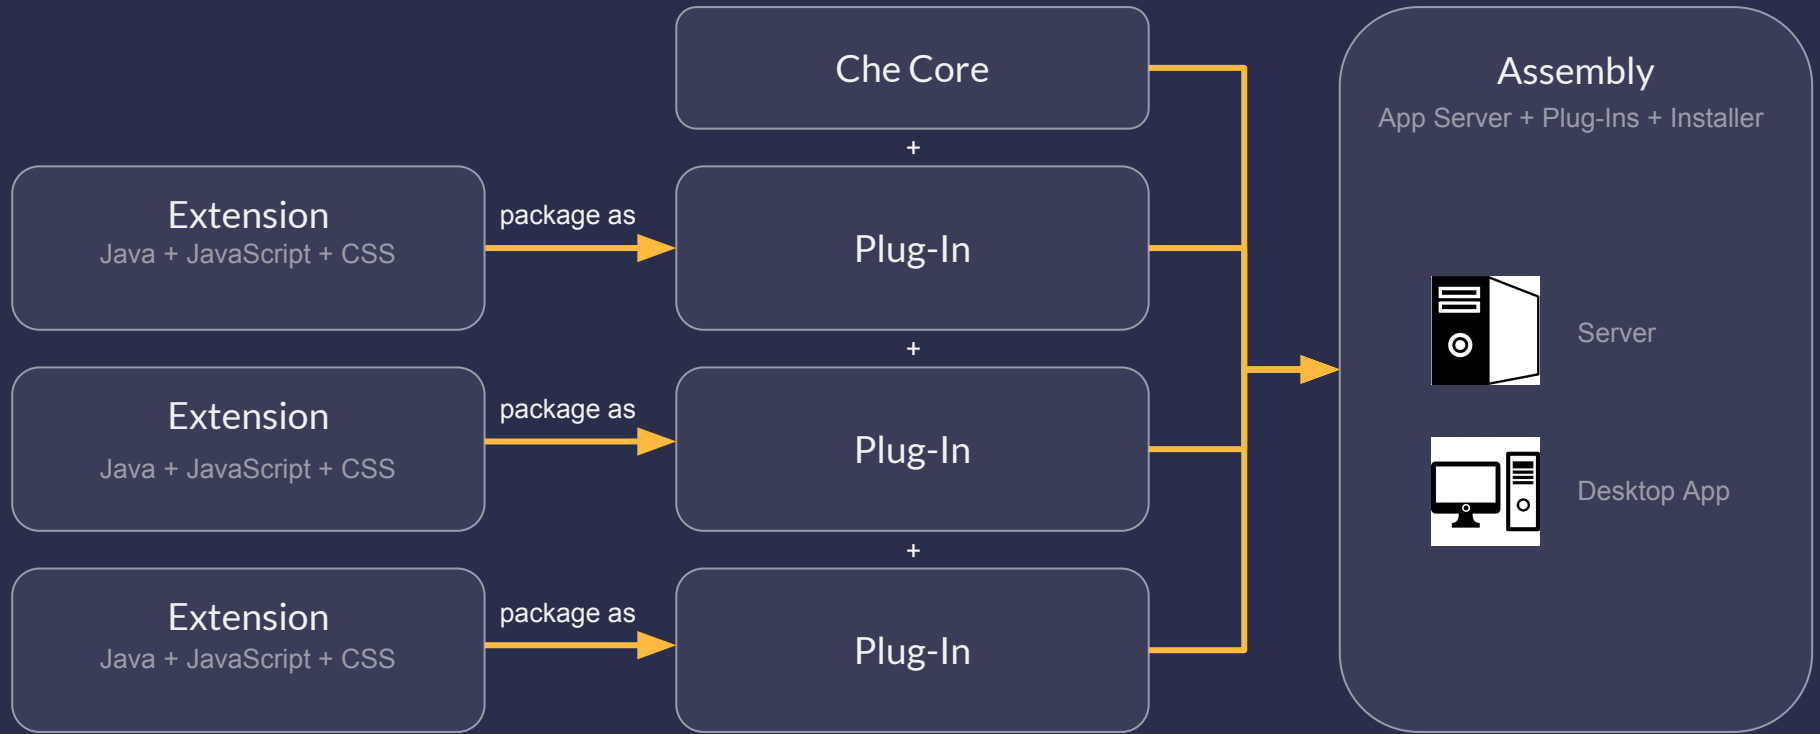 Che Core
+
Extension
Java + JavaScript + CSS
package as
Plug-In
+
Extension
Java + JavaScript + CSS
package as
Plug-In
+
Extension
Java + JavaScript + CSS
package as
Plug-In
Assembly
App Server + Plug-Ins + Installer
Server
Desktop App